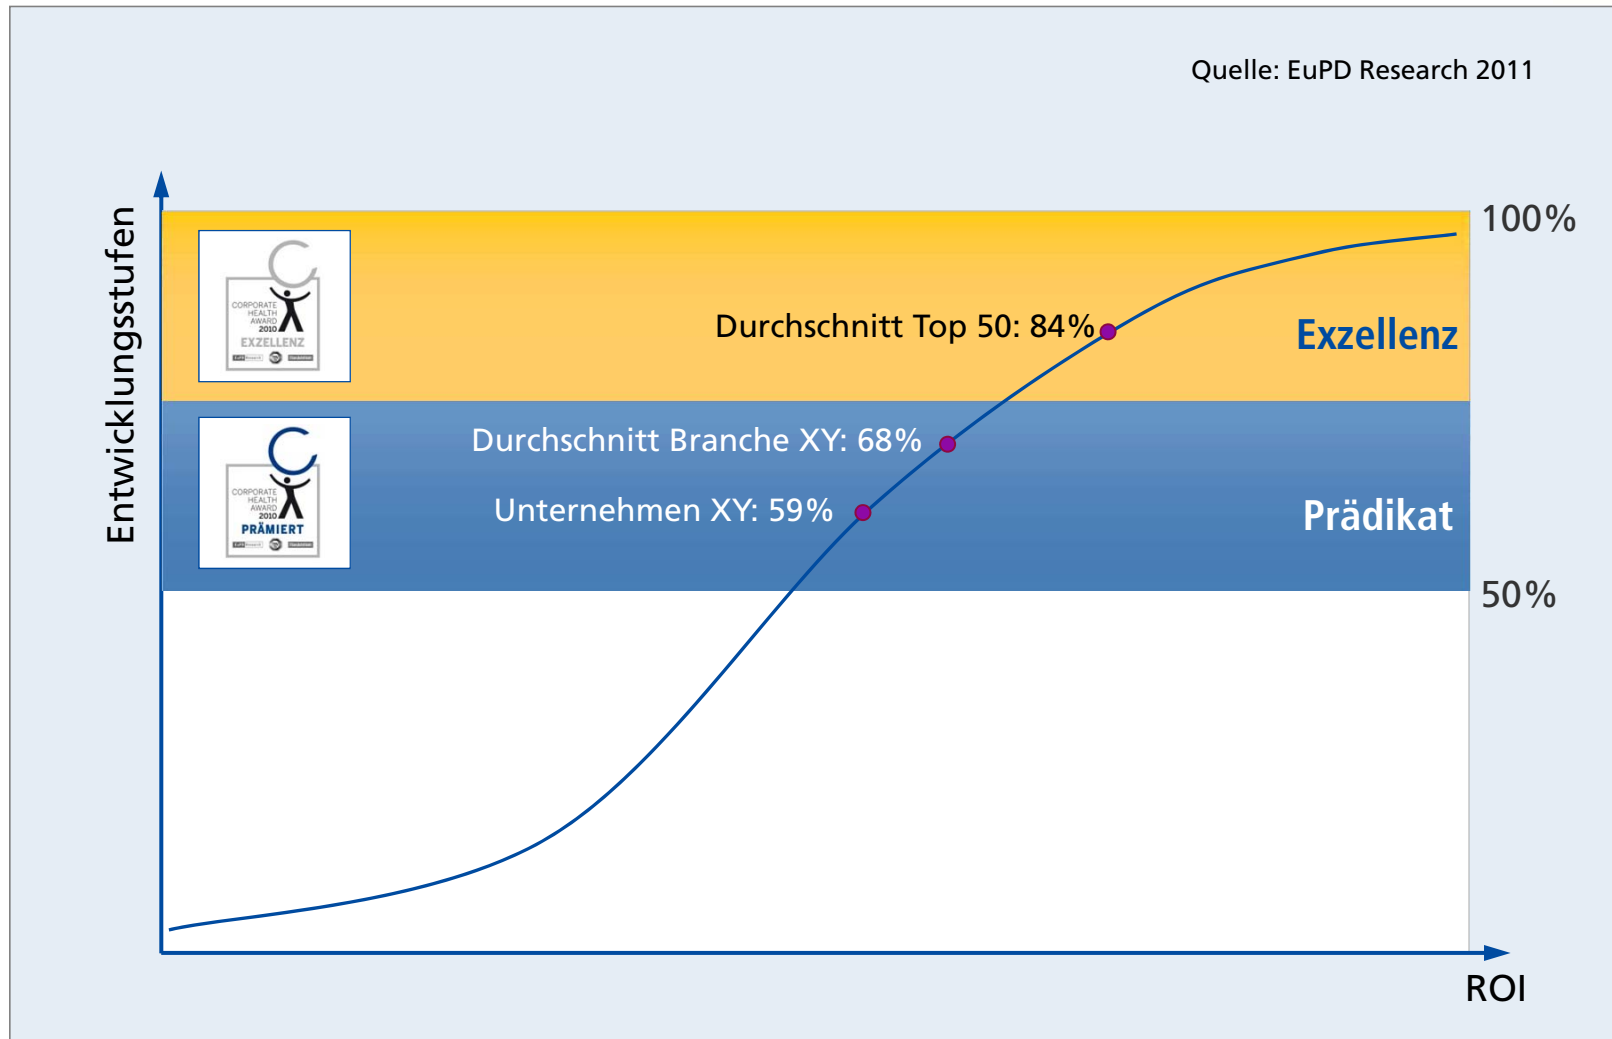 Quelle: EuPD Research 2011
Entwicklungsstufen
100%
CORPORATE
HEALTH
AWARD
2010
EXZELLENZ
Durchschnitt Top 50: 84%
Exzellenz
CORPORATE
HEALTH
AWARD
2010
PRÄMIERT
Durchschnitt Branche XY: 68%
Unternehmen XY: 59%
Prädikat
50%
ROI